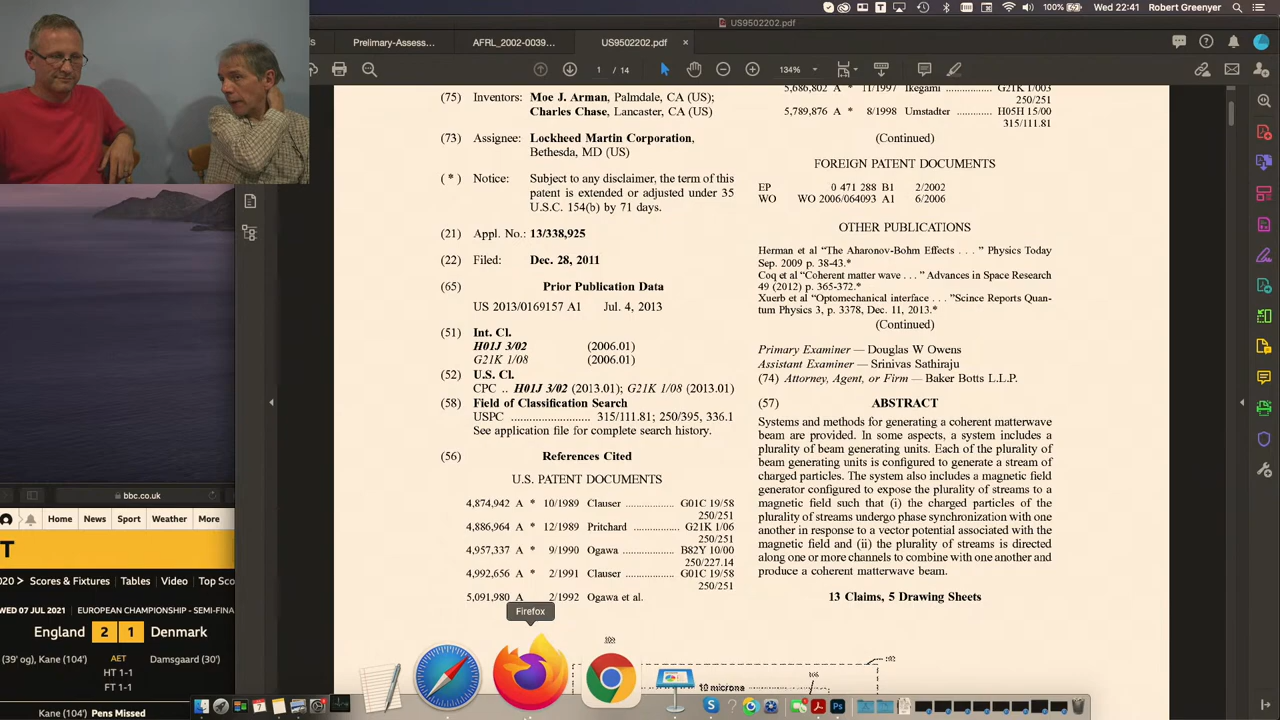 100%
Wed 22:41
Robert Greenyer
US9502202.pdf
Prelimary-Assess...
AFRL_2002-0039...
US9502202.pdf
1 / 14
134%
(75) Inventors: Moe J. Arman, Palmdale, CA (US);
Charles Chase, Lancaster, CA (US)
(73) Assignee: Lockheed Martin Corporation,
Bethesda, MD (US)
( * ) Notice: Subject to any disclaimer, the term of this
patent is extended or adjusted under 35
U.S.C. 154(b) by 71 days.
(21) Appl. No.: 13/338,925
(22) Filed: Dec. 28, 2011
(65) Prior Publication Data
US 2013/0169157 A1 Jul. 4, 2013
(51) Int. Cl.
H01J 3/02 (2006.01)
G21K 1/08 (2006.01)
(52) U.S. Cl.
CPC .. H01J 3/02 (2013.01); G21K 1/08 (2013.01)
(58) Field of Classification Search
USPC ......................... 315/111.81; 250/395, 336.1
See application file for complete search history.
(56) References Cited
U.S. PATENT DOCUMENTS
4,874,942 A * 10/1989 Clauser .................. G01C 19/58
250/251
4,886,964 A * 12/1989 Pritchard ................. G21K 1/06
250/251
4,957,337 A * 9/1990 Ogawa .................. B82Y 10/00
250/227.14
4,992,656 A * 2/1991 Clauser .................. G01C 19/58
250/251
5,091,980 A 2/1992 Ogawa et al.
5,686,802 A * 11/1997 Ikegami .................. G21K 1/00
250/251
5,789,876 A * 8/1998 Umstadter ............. H05H 15/00
315/111.81
(Continued)
FOREIGN PATENT DOCUMENTS
EP 0 471 288 B1 2/2002
WO WO 2006/064093 A1 6/2006
OTHER PUBLICATIONS
Herman et al “The Aharonov-Bohm Effects . . . ” Physics Today
Sep. 2009 p. 38-43.*
Coq et al “Coherent matter wave . . .” Advances in Space Research
49 (2012) p. 365-372.*
Xuerb et al “Optomechanical interface . . . ”Scince Reports Quan-
tum Physics 3, p. 3378, Dec. 11, 2013.*
(Continued)
Primary Examiner — Douglas W Owens
Assistant Examiner — Srinivas Sathiraju
(74) Attorney, Agent, or Firm — Baker Botts L.L.P.
(57) ABSTRACT
Systems and methods for generating a coherent matterwave
beam are provided. In some aspects, a system includes a
plurality of beam generating units. Each of the plurality of
beam generating units is configured to generate a stream of
charged particles. The system also includes a magnetic field
generator configured to expose the plurality of streams to a
magnetic field such that (i) the charged particles of the
plurality of streams undergo phase synchronization with one
another in response to a vector potential associated with the
magnetic field and (ii) the plurality of streams is directed
along one or more channels to combine with one another and
produce a coherent matterwave beam.
13 Claims, 5 Drawing Sheets
Firefox
10 microns
102
bbc.co.uk
Home News Sport Weather More
T
020 > Scores & Fixtures Tables Video Top Sco
WED 07 JUL 2021 EUROPEAN CHAMPIONSHIP - SEMI-FINA
England 2 1 Denmark
(39' og), Kane (104') AET Damsgaard (30')
HT 1-1
FT 1-1
Kane (104') Pens Missed